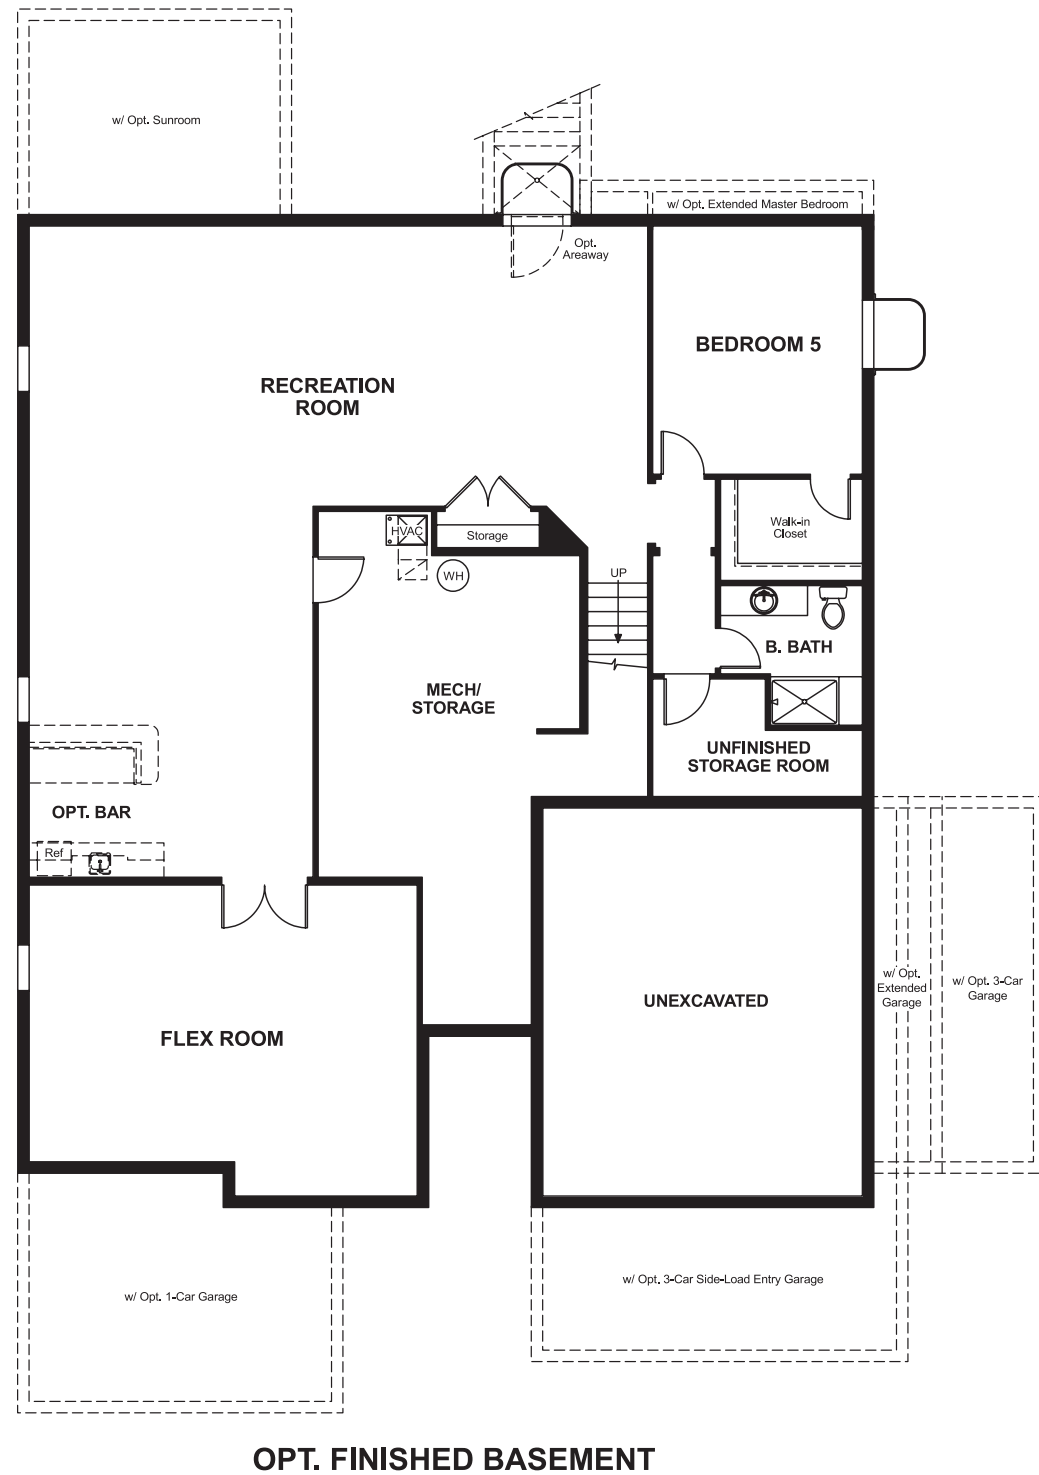 w/ Opt. Sunroom
w/ Opt. Extended Master Bedroom
Opt.
Areaway
BEDROOM 5
RECREATION
ROOM
HVAC
Storage
Walk-in
Closet
WH
UP
B. BATH
MECH/
STORAGE
UNFINISHED
STORAGE ROOM
OPT. BAR
Ref
w/ Opt.
Extended
Garage
w/ Opt. 3-Car
Garage
UNEXCAVATED
FLEX ROOM
w/ Opt. 3-Car Side-Load Entry Garage
w/ Opt. 1-Car Garage
OPT. FINISHED BASEMENT